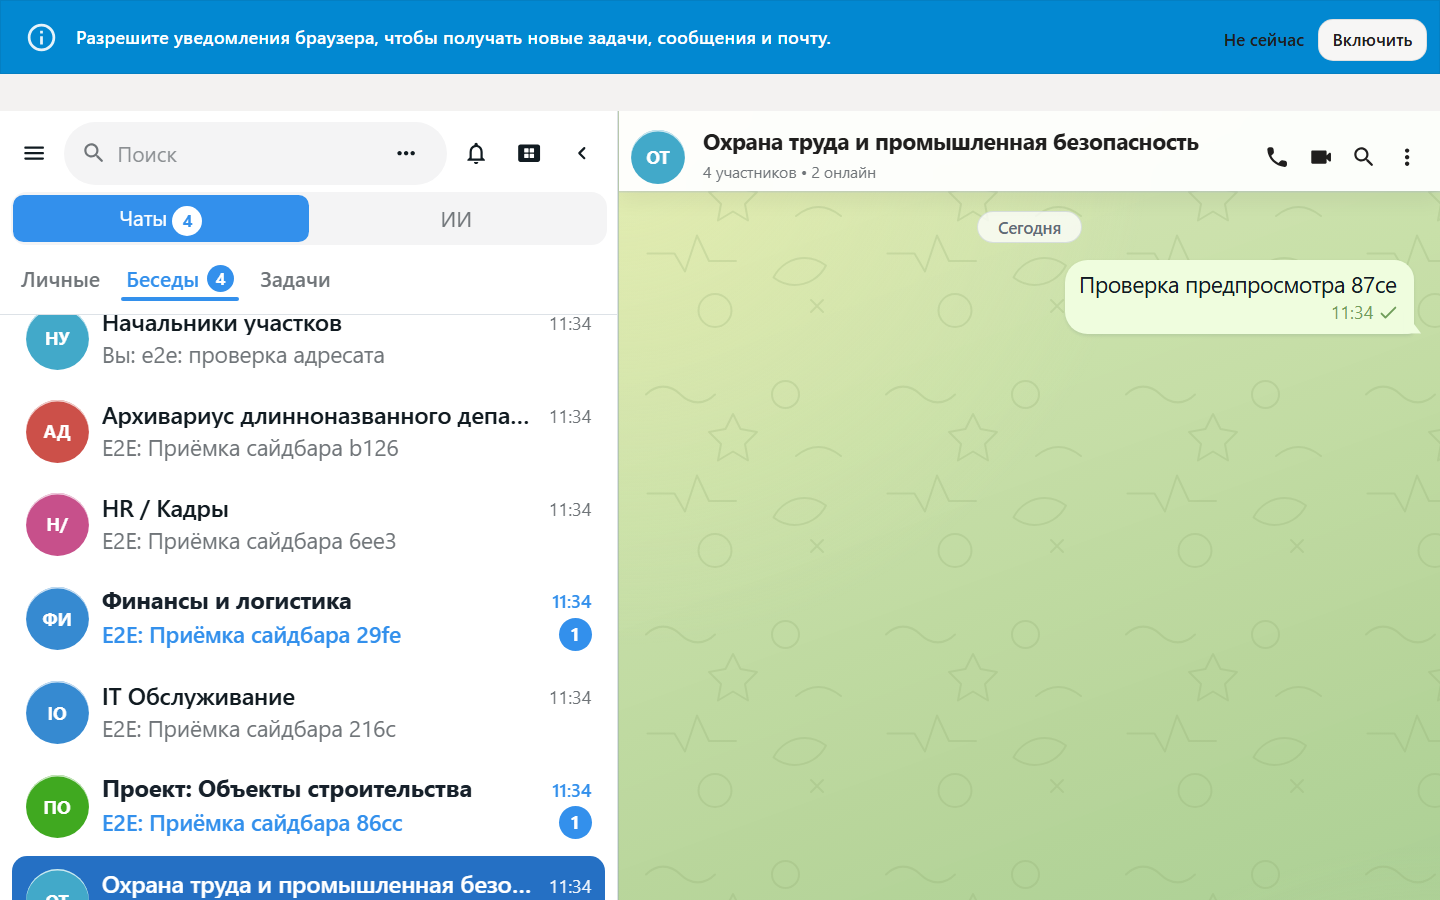 Разрешите уведомления браузера, чтобы получать новые задачи, сообщения и почту.
Не сейчас
Включить
Поиск
Чаты 4
ИИ
Личные
Беседы 4
Задачи
НУ
Начальники участков
11:34
Вы: e2e: проверка адресата
АД
Архивариус длинноназванного депа...
11:34
E2E: Приёмка сайдбара b126
H/
HR / Кадры
11:34
E2E: Приёмка сайдбара 6ee3
ФИ
Финансы и логистика
11:34
E2E: Приёмка сайдбара 29fe
1
IO
IT Обслуживание
11:34
E2E: Приёмка сайдбара 216c
ПО
Проект: Объекты строительства
11:34
E2E: Приёмка сайдбара 86cc
1
ОТ
Охрана труда и промышленная безо...
11:34
ОТ
Охрана труда и промышленная безопасность
4 участников • 2 онлайн
Сегодня
Проверка предпросмотра 87ce
11:34